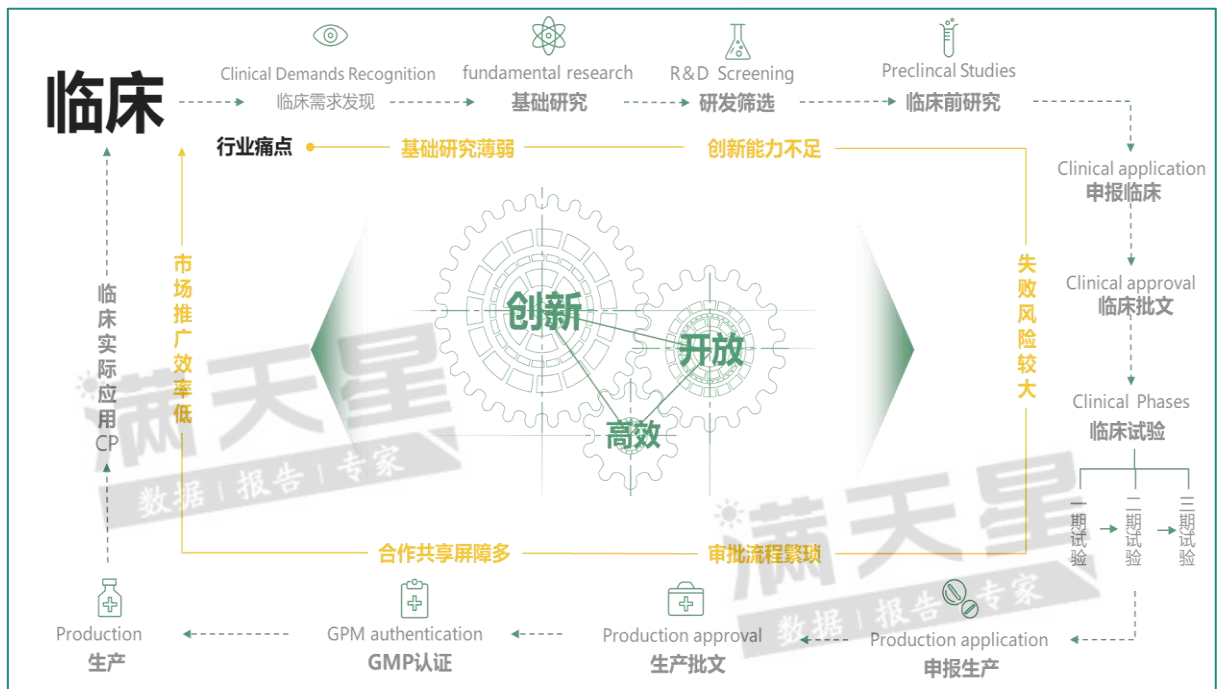 临床
Clinical Demands Recognition
临床需求发现
fundamental research
基础研究
R&D Screening
研发筛选
Preclincal Studies
临床前研究
行业痛点
基础研究薄弱
创新能力不足
Clinical application
申报临床
Clinical approval
临床批文
Clinical Phases
临床试验
一期试验
二期试验
三期试验
失败风险较大
市场推广效率低
临床实际应用CP
创新
开放
高效
满天星
数据 | 报告 | 专家
满天星
数据 | 报告 | 专家
合作共享屏障多
审批流程繁琐
Production
生产
GPM authentication
GMP认证
Production approval
生产批文
Production application
申报生产